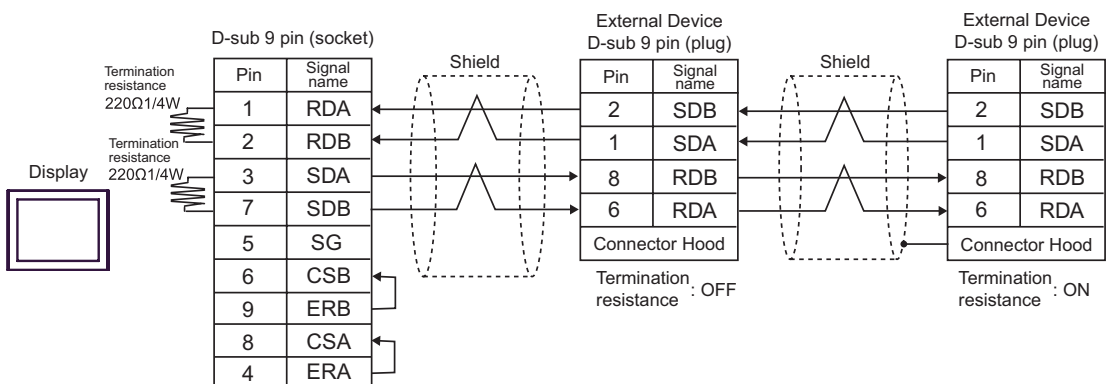 External Device
D-sub 9 pin (plug)
External Device
D-sub 9 pin (plug)
D-sub 9 pin (socket)
Shield
Shield
Termination
resistance
220Ω1/4W
Termination
resistance
220Ω1/4W
Display
Pin Signal name
1 RDA
2 RDB
3 SDA
7 SDB
5 SG
6 CSB
9 ERB
8 CSA
4 ERA
Pin Signal name
2 SDB
1 SDA
8 RDB
6 RDA
Connector Hood
Termination resistance : OFF
Pin Signal name
2 SDB
1 SDA
8 RDB
6 RDA
Connector Hood
Termination resistance : ON